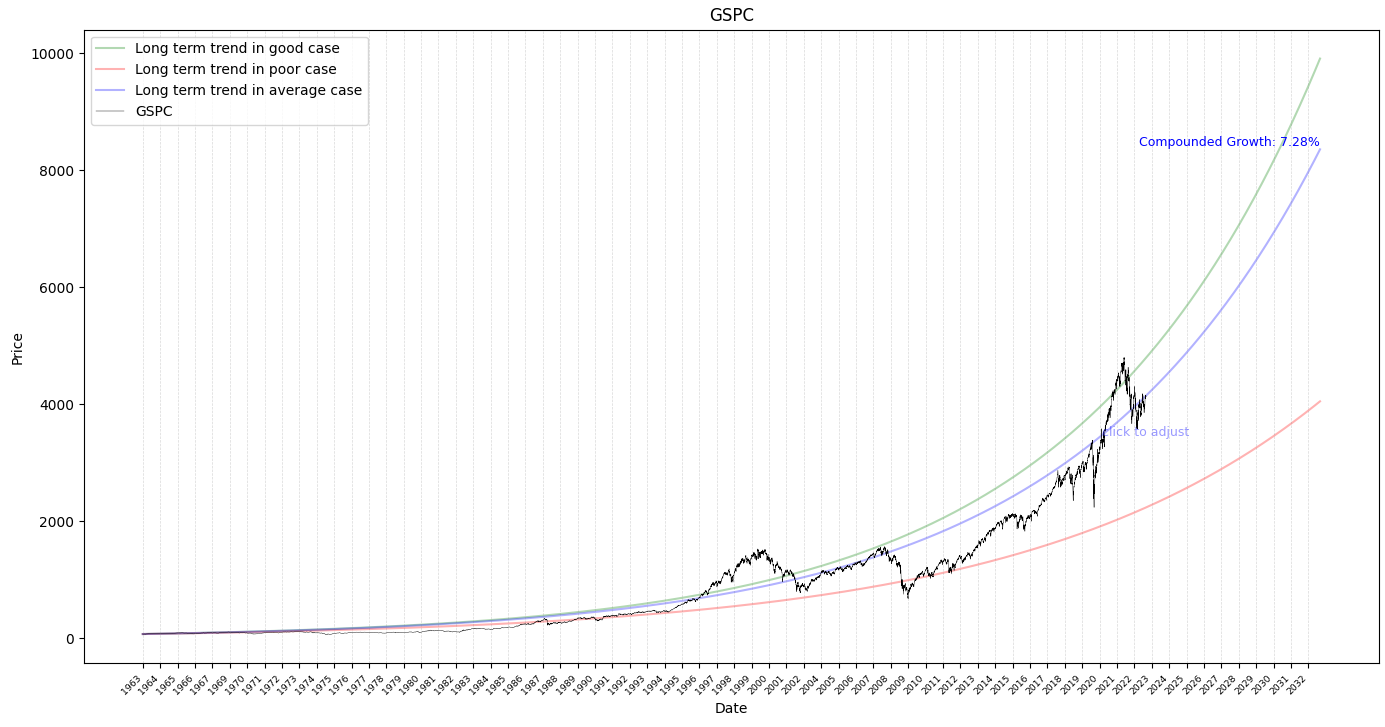 GSPC
Long term trend in good case
Long term trend in poor case
Long term trend in average case
GSPC
Compounded Growth: 7.28%
click to adjust
Price
10000
8000
6000
4000
2000
0
1963 1964 1965 1966 1967 1969 1970 1971 1972 1973 1974 1975 1976 1977 1978 1979 1980 1981 1982 1983 1984 1985 1986 1987 1988 1989 1990 1991 1992 1993 1994 1995 1996 1997 1998 1999 2000 2001 2002 2004 2005 2006 2007 2008 2009 2010 2011 2012 2013 2014 2015 2016 2017 2018 2019 2020 2021 2022 2023 2024 2025 2026 2027 2028 2029 2030 2031 2032
Date